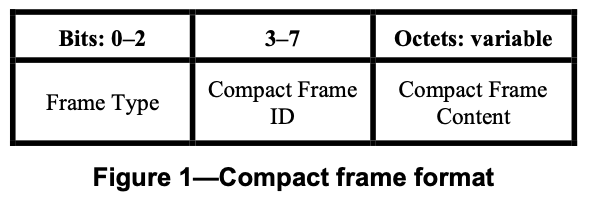 Bits: 0–2 3–7 Octets: variable
Frame Type Compact Frame ID Compact Frame Content
Figure 1—Compact frame format